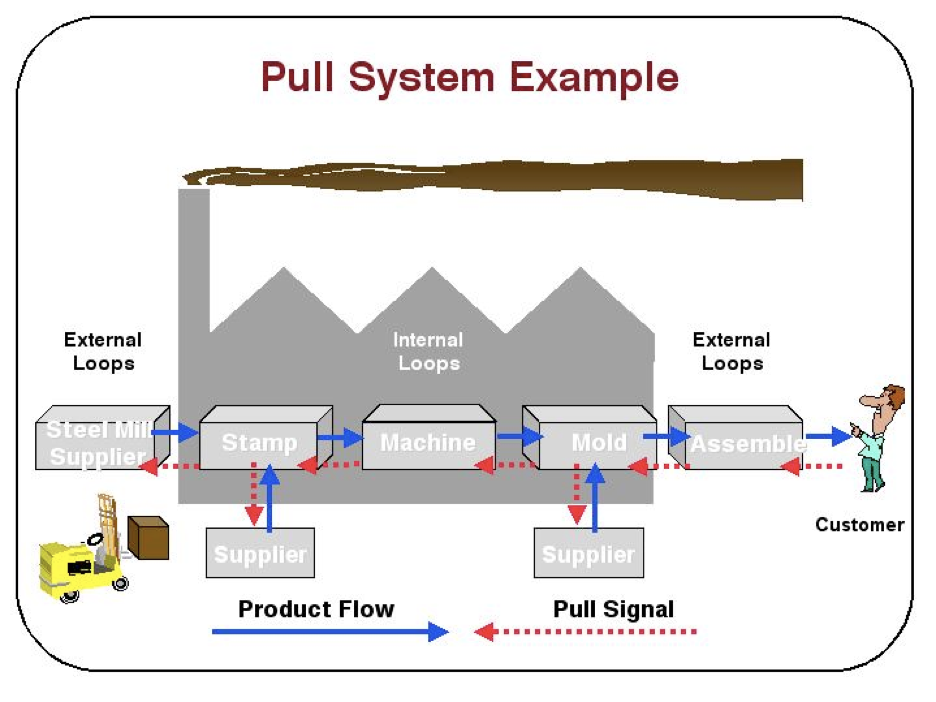 Pull System Example
External
Loops
Internal
Loops
External
Loops
Steel Mill
Supplier
Stamp
Machine
Mold
Assemble
Customer
Supplier
Supplier
Product Flow
Pull Signal